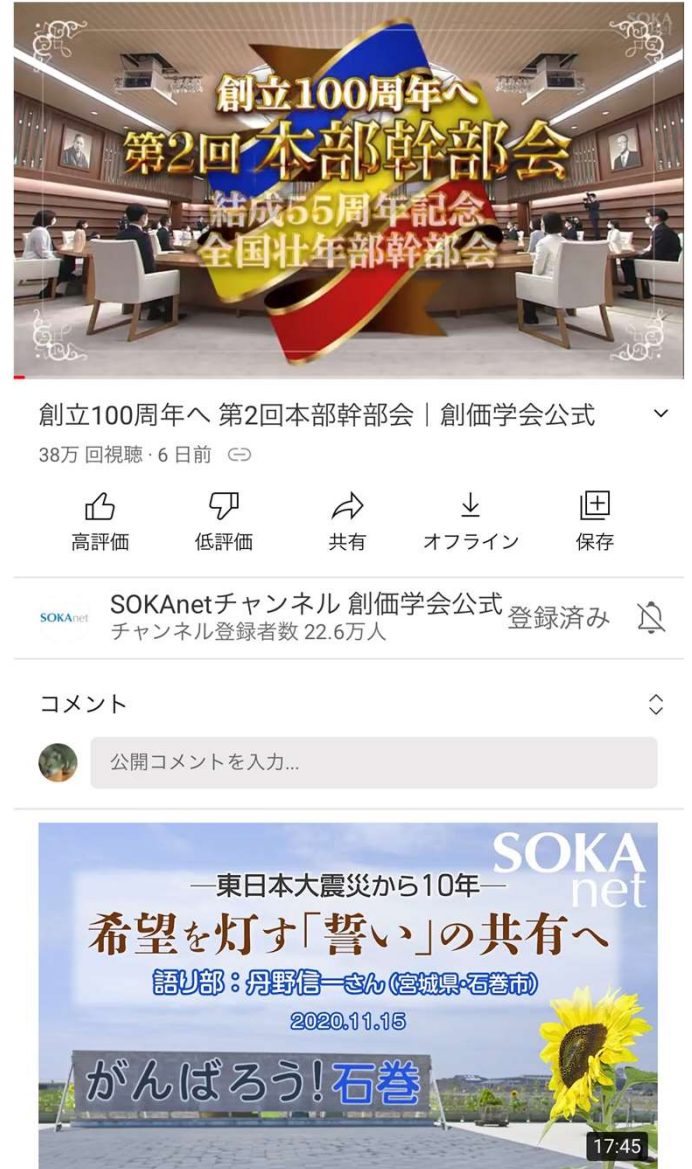 SOKA
net
創立100周年へ
第2回 本部幹部会
結成55周年記念
全国壮年部幹部会
創立100周年へ 第2回本部幹部会｜創価学会公式
38万 回視聴・6 日前
高評価 低評価 共有 オフライン 保存
SOKAnet
SOKAnetチャンネル 創価学会公式
チャンネル登録者数 22.6万人
登録済み
コメント
公開コメントを入力...
SOKA
net
―東日本大震災から10年―
希望を灯す「誓い」の共有へ
語り部：丹野信一さん（宮城県・石巻市）
2020.11.15
がんばろう!石巻
17:45